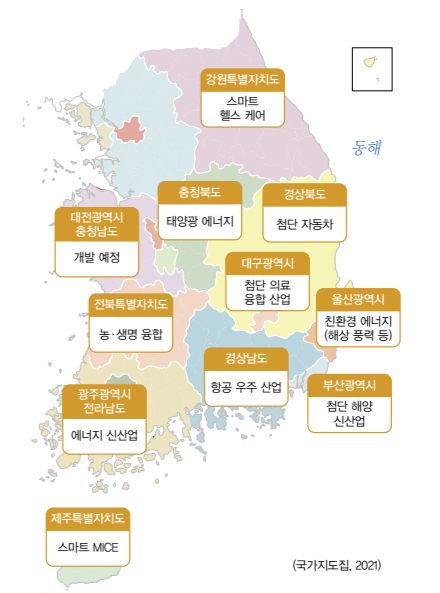 강원특별자치도
스마트
헬스 케어
동해
충청북도
태양광 에너지
경상북도
첨단 자동차
대전광역시
충청남도
개발 예정
대구광역시
첨단 의료
융합 산업
전북특별자치도
농·생명 융합
울산광역시
친환경 에너지
(해상 풍력 등)
경상남도
항공 우주 산업
부산광역시
첨단 해양
신산업
광주광역시
전라남도
에너지 신산업
제주특별자치도
스마트 MICE
(국가지도집, 2021)